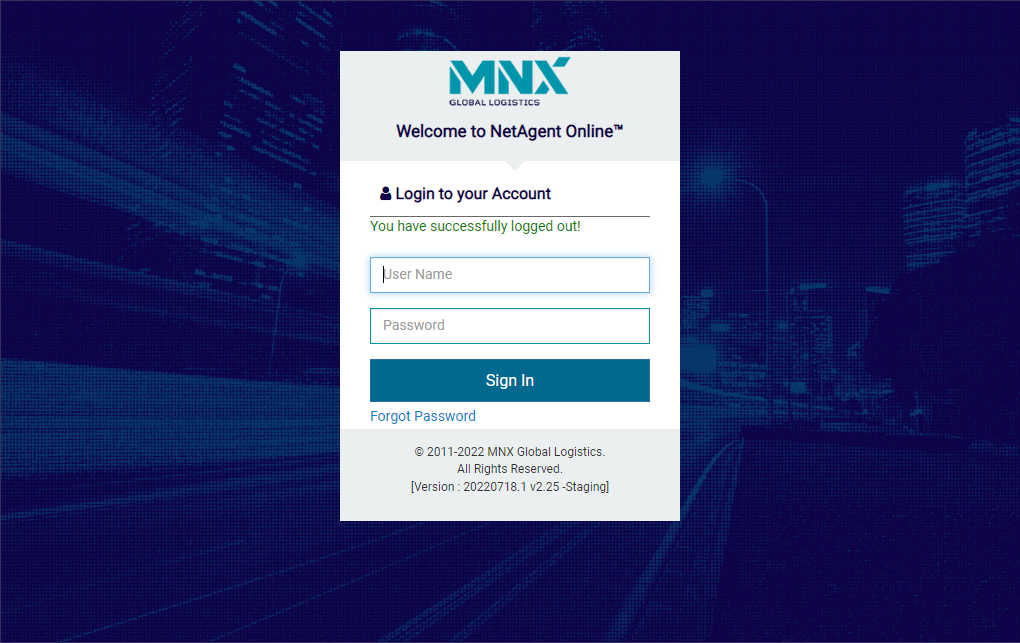 MNX
GLOBAL LOGISTICS
Welcome to NetAgent Online™
Login to your Account
You have successfully logged out!
User Name
Password
Sign In
Forgot Password
© 2011-2022 MNX Global Logistics.
All Rights Reserved.
[Version : 20220718.1 v2.25 -Staging]